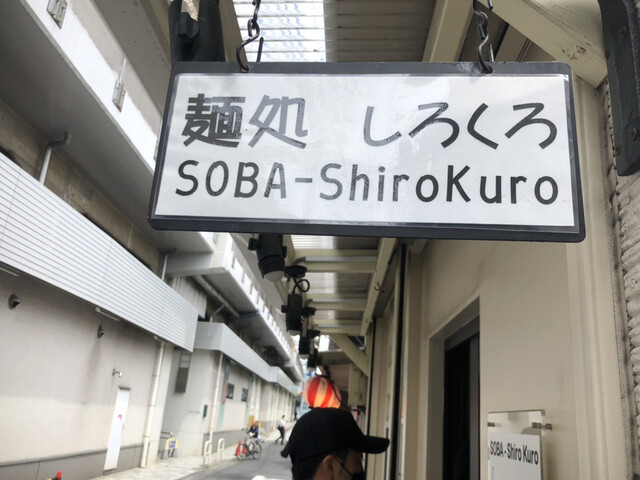 麺処 しろくろ
SOBA-ShiroKuro
SOBA-Shiro Kuro